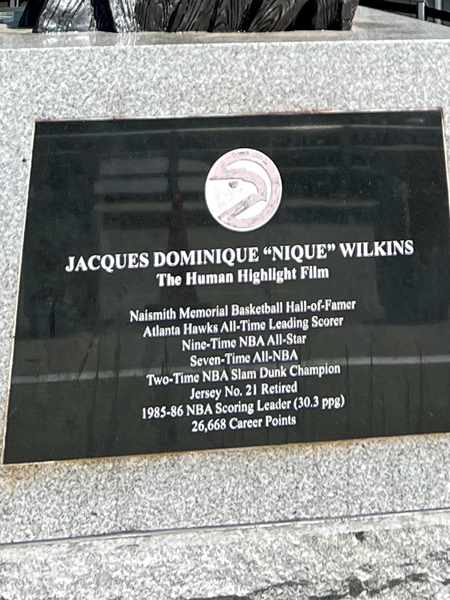 JACQUES DOMINIQUE “NIQUE” WILKINS
The Human Highlight Film
Naismith Memorial Basketball Hall-of-Famer
Atlanta Hawks All-Time Leading Scorer
Nine-Time NBA All-Star
Seven-Time All-NBA
Two-Time NBA Slam Dunk Champion
Jersey No. 21 Retired
1985-86 NBA Scoring Leader (30.3 ppg)
26,668 Career Points